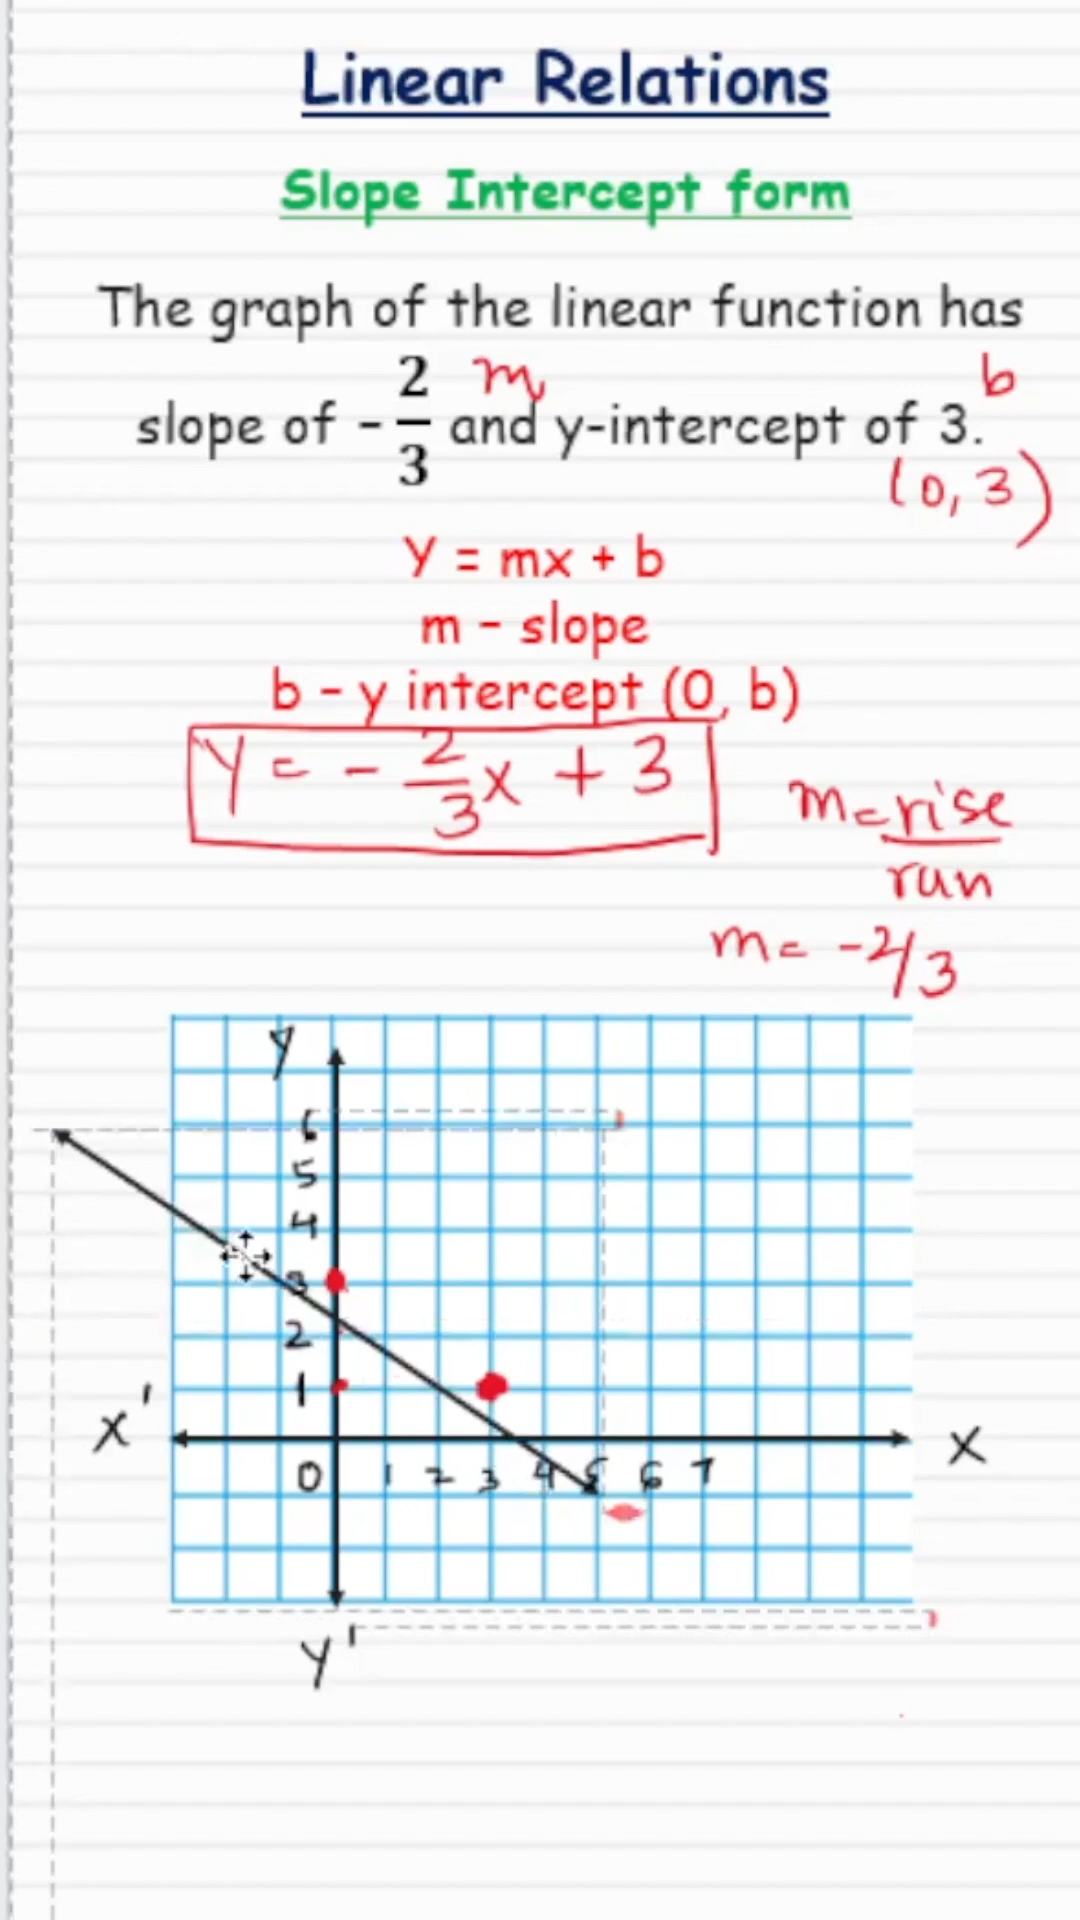 Linear Relations
Slope Intercept form
The graph of the linear function has
slope of -2/3 m and y-intercept of 3. b
(0, 3)
Y = mx + b
m - slope
b - y intercept (0, b)
Y = - 2/3 x + 3
m = rise/run
m = -2/3
Y
6
5
4
3
2
1
X' X
0 1 2 3 4 5 6 7
Y'